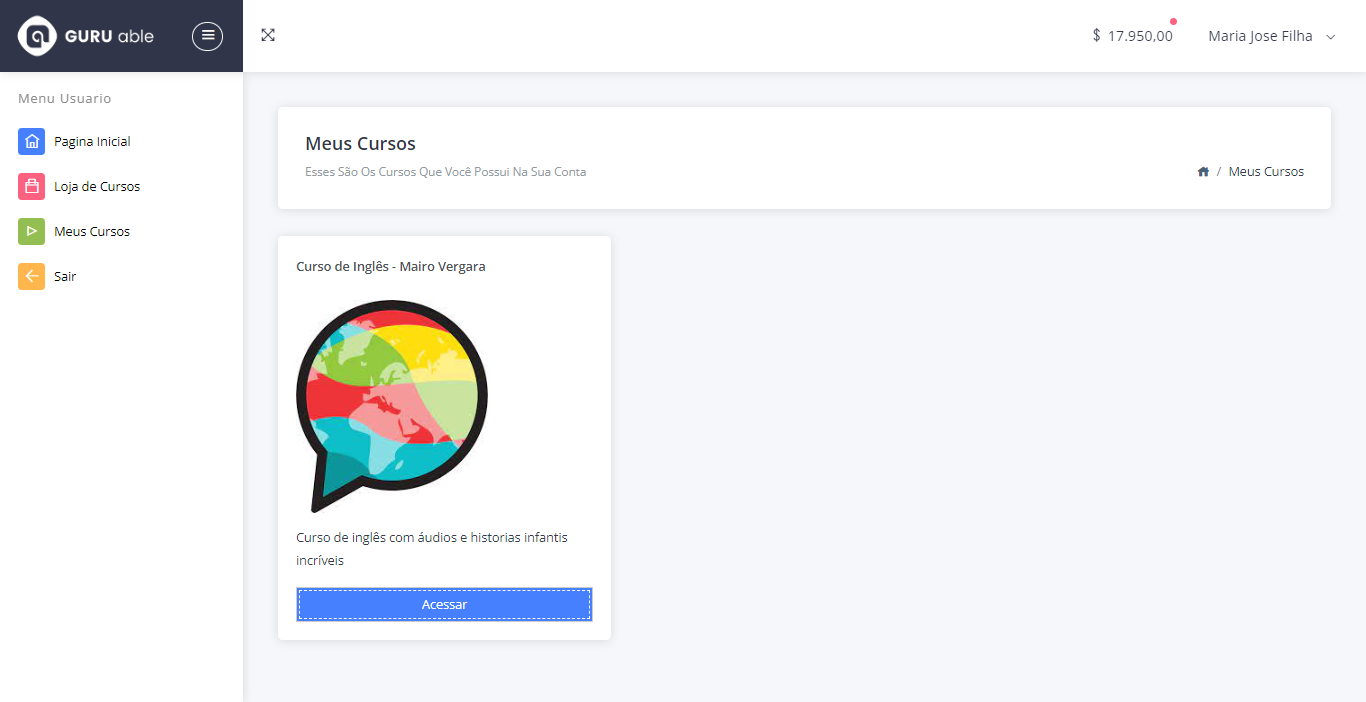 GURU able
$ 17.950,00
Maria Jose Filha
Menu Usuario
Pagina Inicial
Loja de Cursos
Meus Cursos
Sair
Meus Cursos
Esses São Os Cursos Que Você Possui Na Sua Conta
/ Meus Cursos
Curso de Inglês - Mairo Vergara
Curso de inglês com áudios e historias infantis
incríveis
Acessar